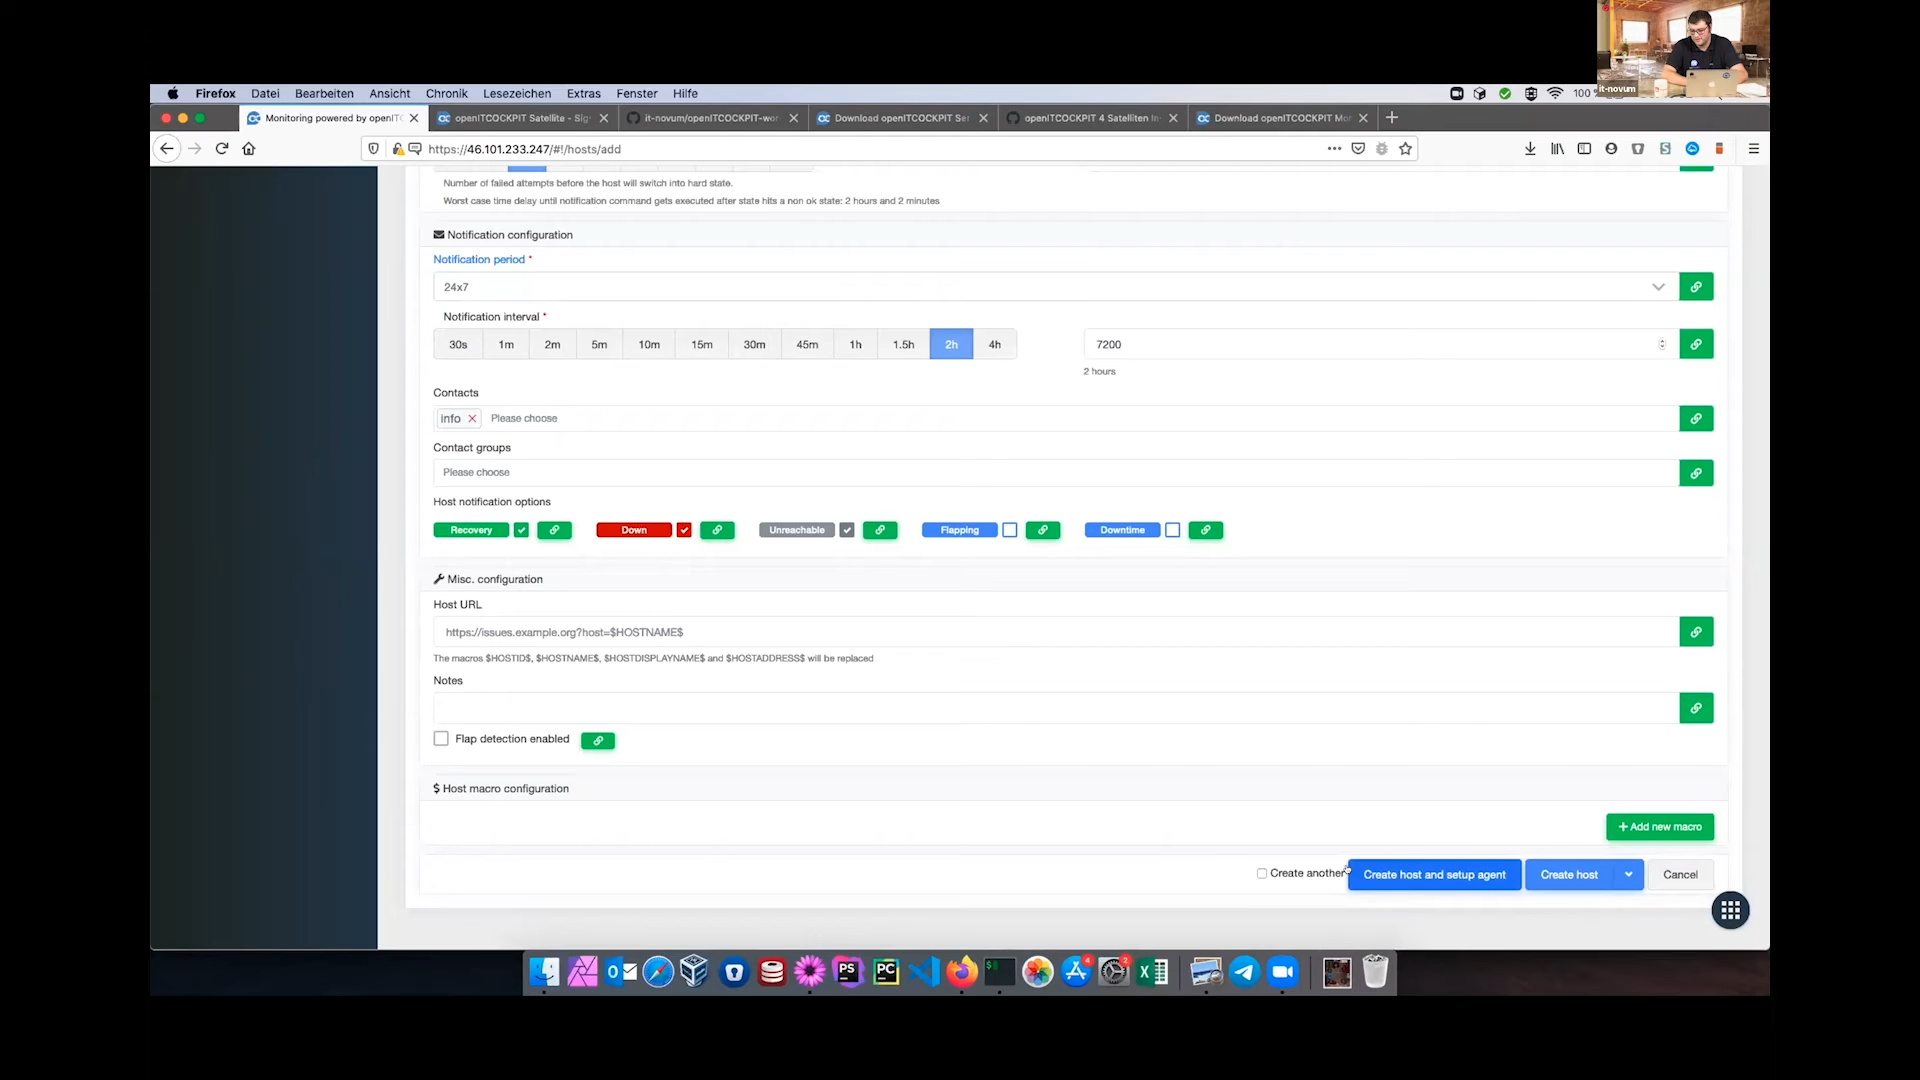 it-novum
Firefox Datei Bearbeiten Ansicht Chronik Lesezeichen Extras Fenster Hilfe 100
Monitoring powered by openITC openITCOCKPIT Satellite - Sig it-novum/openITCOCKPIT-wor Download openITCOCKPIT Se openITCOCKPIT 4 Satelliten In Download openITCOCKPIT Mo
https://46.101.233.247/#!/hosts/add
Number of failed attempts before the host will switch into hard state.
Worst case time delay until notification command gets executed after state hits a non ok state: 2 hours and 2 minutes
Notification configuration
Notification period *
24x7
Notification interval *
30s 1m 2m 5m 10m 15m 30m 45m 1h 1.5h 2h 4h 7200
2 hours
Contacts
info Please choose
Contact groups
Please choose
Host notification options
Recovery Down Unreachable Flapping Downtime
Misc. configuration
Host URL
https://issues.example.org?host=$HOSTNAME$
The macros $HOSTID$, $HOSTNAME$, $HOSTDISPLAYNAME$ and $HOSTADDRESS$ will be replaced
Notes
Flap detection enabled
$ Host macro configuration
+ Add new macro
Create another Create host and setup agent Create host Cancel
PS PC 4 2